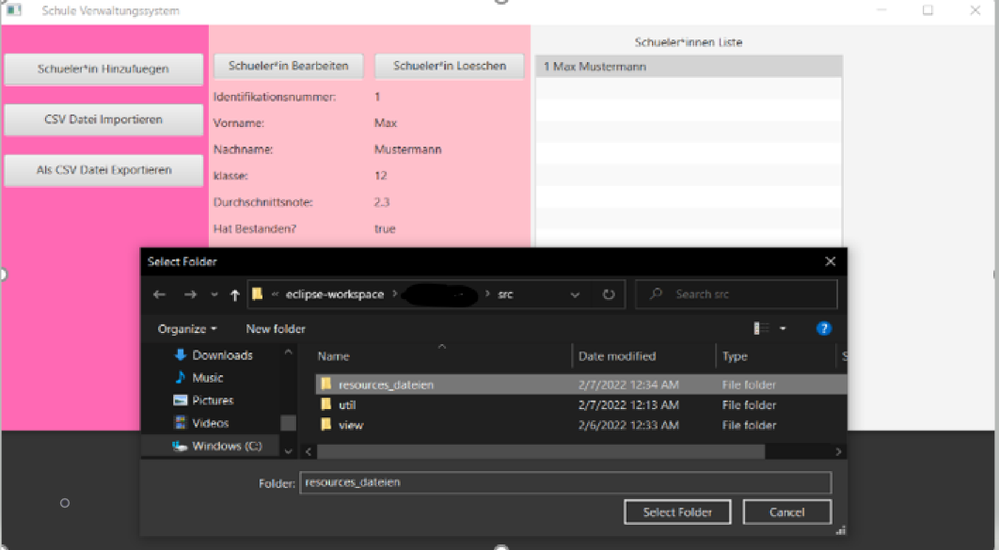 Schule Verwaltungssystem
Schueler*in Hinzufuegen
CSV Datei Importieren
Als CSV Datei Exportieren
Schueler*in Bearbeiten
Schueler*in Loeschen
Identifikationsnummer: 1
Vorname: Max
Nachname: Mustermann
klasse: 12
Durchschnittsnote: 2.3
Hat Bestanden? true
Schueler*innen Liste
1 Max Mustermann
Select Folder
« eclipse-workspace > > src
Search src
Organize
New folder
Downloads
Music
Pictures
Videos
Windows (C:)
Name Date modified Type S
resources_dateien 2/7/2022 12:34 AM File folder
util 2/7/2022 12:13 AM File folder
view 2/6/2022 12:33 AM File folder
Folder: resources_dateien
Select Folder Cancel